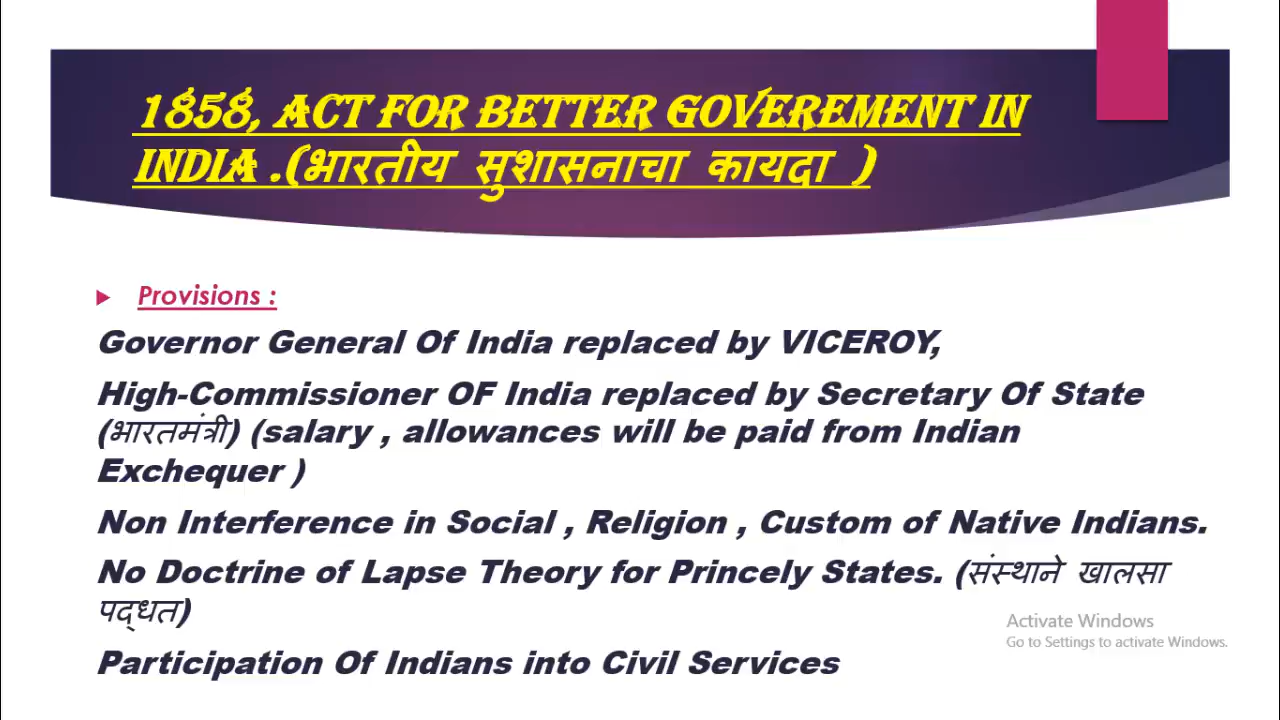 1858, ACT FOR BETTER GOVEREMENT IN
INDIA .(भारतीय सुशासनाचा कायदा )
Provisions :
Governor General Of India replaced by VICEROY,
High-Commissioner OF India replaced by Secretary Of State
(भारतमंत्री) (salary , allowances will be paid from Indian
Exchequer )
Non Interference in Social , Religion , Custom of Native Indians.
No Doctrine of Lapse Theory for Princely States. (संस्थाने खालसा
पद्धत)
Participation Of Indians into Civil Services
Activate Windows
Go to Settings to activate Windows.